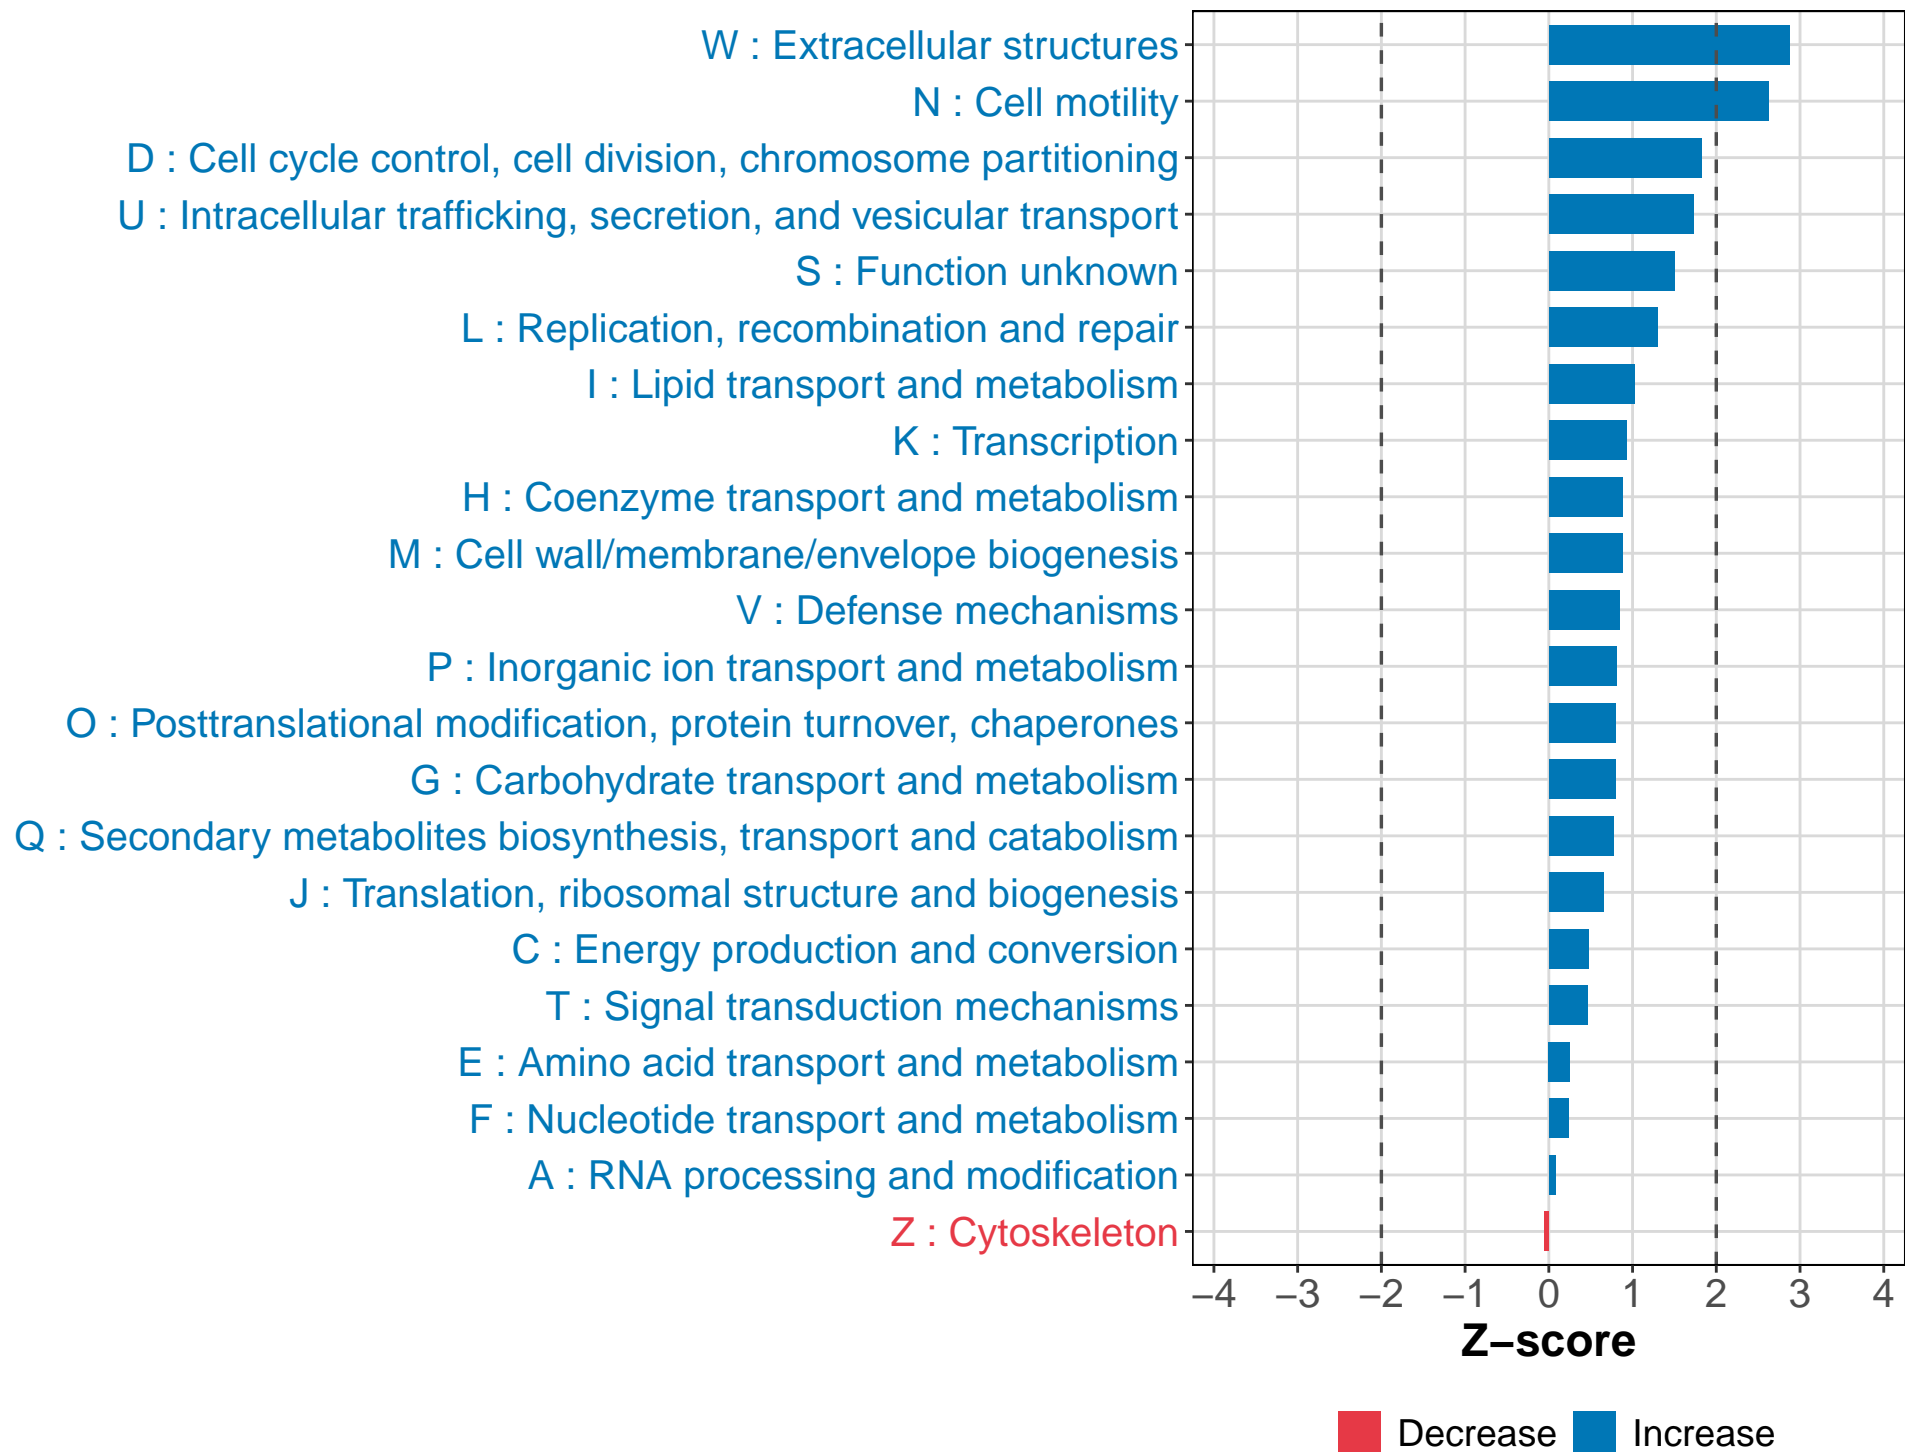 W : Extracellular structures
N : Cell motility
D : Cell cycle control, cell division, chromosome partitioning
U : Intracellular trafficking, secretion, and vesicular transport
S : Function unknown
L : Replication, recombination and repair
I : Lipid transport and metabolism
K : Transcription
H : Coenzyme transport and metabolism
M : Cell wall/membrane/envelope biogenesis
V : Defense mechanisms
P : Inorganic ion transport and metabolism
O : Posttranslational modification, protein turnover, chaperones
G : Carbohydrate transport and metabolism
Q : Secondary metabolites biosynthesis, transport and catabolism
J : Translation, ribosomal structure and biogenesis
C : Energy production and conversion
T : Signal transduction mechanisms
E : Amino acid transport and metabolism
F : Nucleotide transport and metabolism
A : RNA processing and modification
Z : Cytoskeleton
−4 −3 −2 −1 0 1 2 3 4
Z−score
Decrease Increase